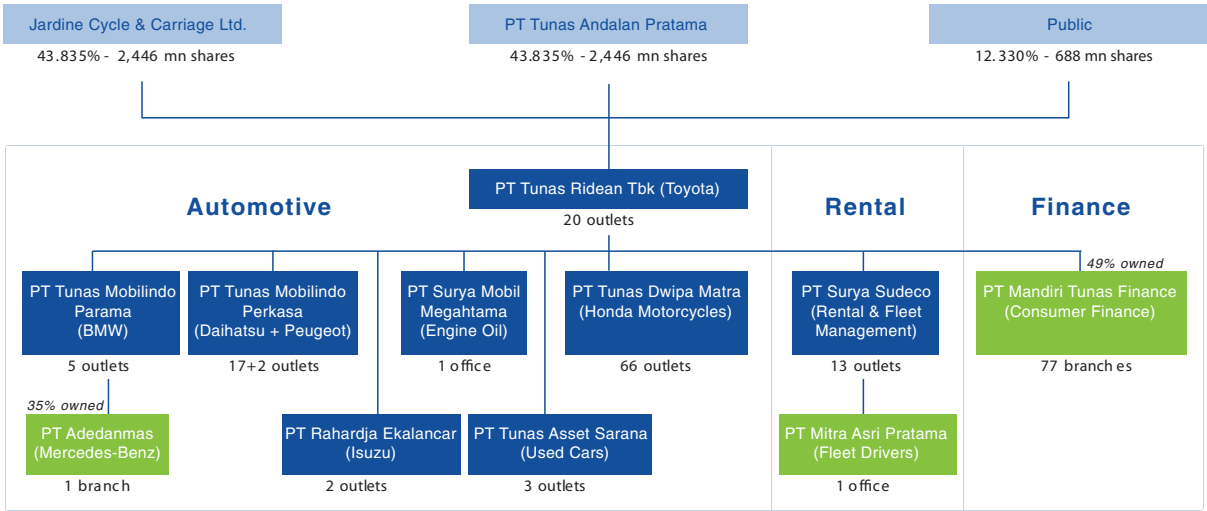 Jardine Cycle & Carriage Ltd.
43.835% - 2,446 mn shares
PT Tunas Andalan Pratama
43.835% - 2,446 mn shares
Public
12.330% - 688 mn shares
PT Tunas Ridean Tbk (Toyota)
20 outlets
Automotive
Rental
Finance
PT Tunas Mobilindo
Parama
(BMW)
5 outlets
PT Tunas Mobilindo
Perkasa
(Daihatsu + Peugeot)
17+2 outlets
PT Surya Mobil
Megahtama
(Engine Oil)
1 office
PT Tunas Dwipa Matra
(Honda Motorcycles)
66 outlets
PT Surya Sudeco
(Rental & Fleet
Management)
13 outlets
49% owned
PT Mandiri Tunas Finance
(Consumer Finance)
77 branches
35% owned
PT Adedanmas
(Mercedes-Benz)
1 branch
PT Rahardja Ekalancar
(Isuzu)
2 outlets
PT Tunas Asset Sarana
(Used Cars)
3 outlets
PT Mitra Asri Pratama
(Fleet Drivers)
1 office